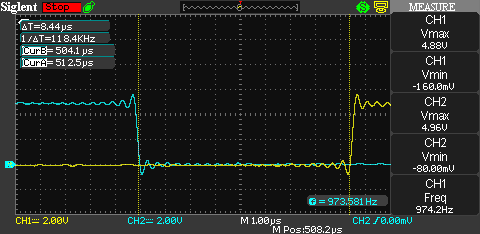 Siglent Stop MEASURE
ΔT=8.44μs
1/ΔT=118.4KHz
CurB=504.1μs
CurA=512.5μs
CH1
Vmax
4.88V
CH1
Vmin
-160.0mV
CH2
Vmax
4.96V
CH2
Vmin
-80.00mV
CH1
Freq
974.2Hz
f=973.581Hz
CH1 2.00V CH2 2.00V M 1.00μs CH2 /0.00mV
M Pos:508.2μs